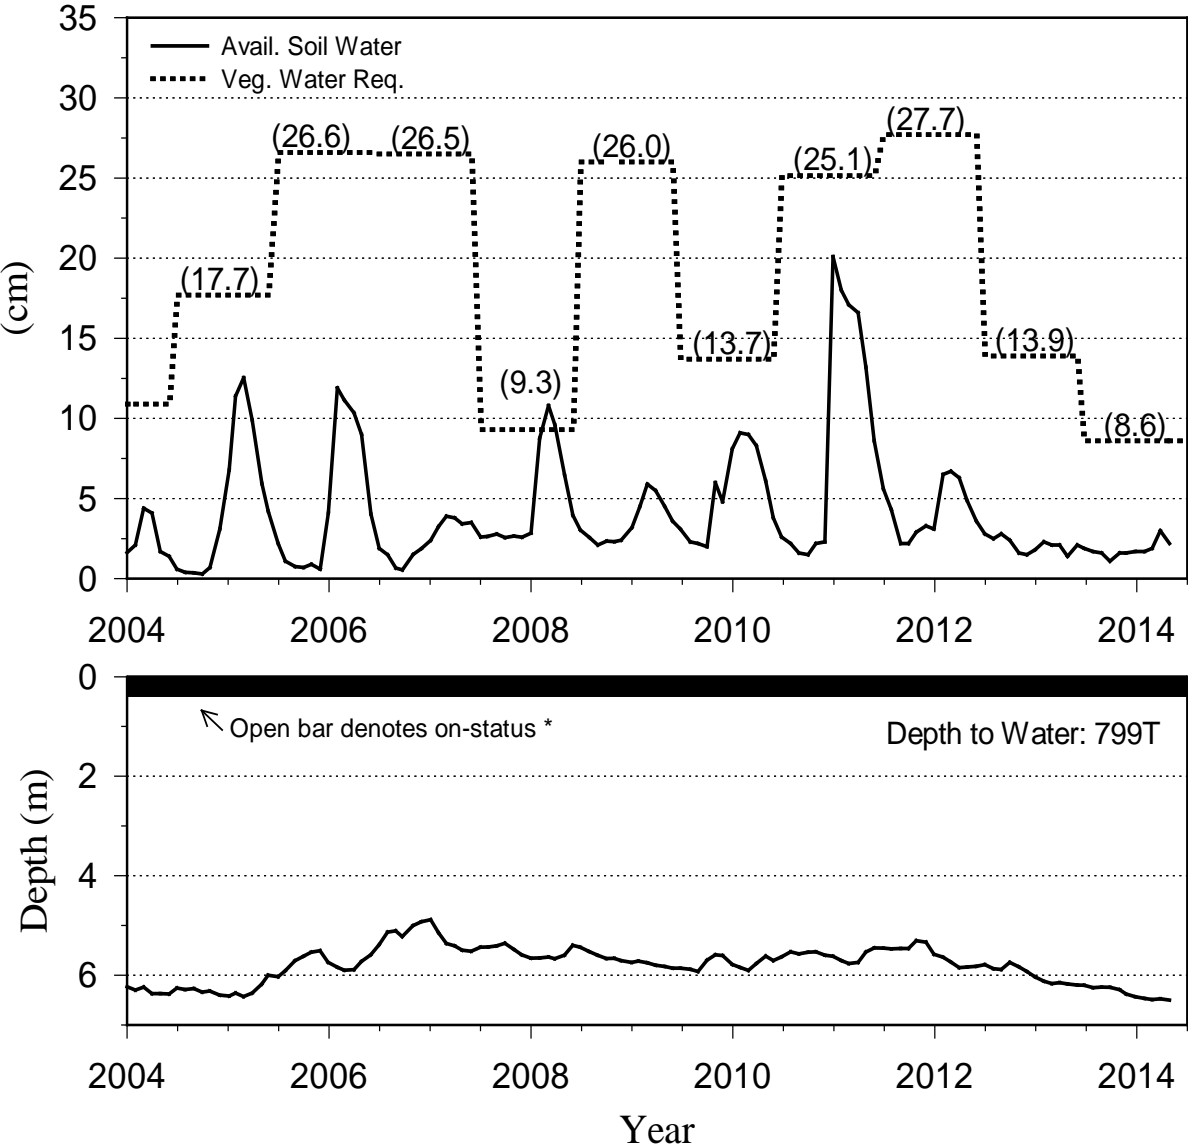 35
Avail. Soil Water
Veg. Water Req.
30
(27.7)
(26.6)
(26.5)
(26.0)
(25.1)
25
20
(17.7)
(cm)
15
(13.7)
(13.9)
(9.3)
10
(8.6)
5
0
2004 2006 2008 2010 2012 2014
0
Open bar denotes on-status *
Depth to Water: 799T
2
Depth (m)
4
6
2004 2006 2008 2010 2012 2014
Year